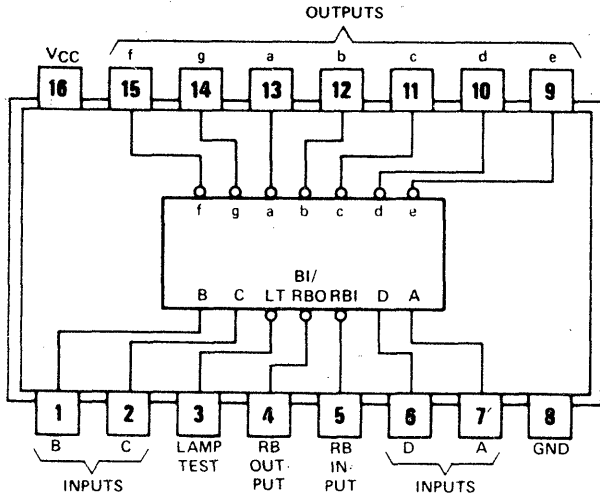 OUTPUTS
VCC f g a b c d e
16 15 14 13 12 11 10 9
f g a b c d e
BI/
B C LT RBO RBI D A
1 2 3 4 5 6 7 8
B C LAMP RB RB D A GND
TEST OUT- IN-
INPUTS PUT PUT INPUTS